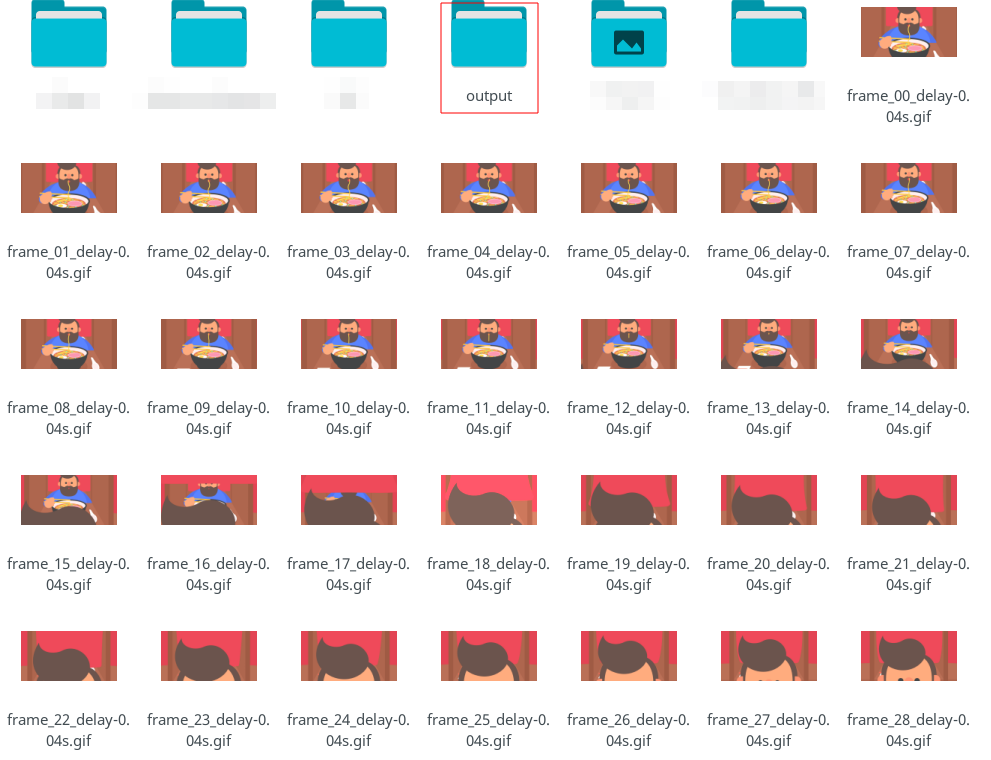 output
frame_00_delay-0.
04s.gif
frame_01_delay-0.
04s.gif
frame_02_delay-0.
04s.gif
frame_03_delay-0.
04s.gif
frame_04_delay-0.
04s.gif
frame_05_delay-0.
04s.gif
frame_06_delay-0.
04s.gif
frame_07_delay-0.
04s.gif
frame_08_delay-0.
04s.gif
frame_09_delay-0.
04s.gif
frame_10_delay-0.
04s.gif
frame_11_delay-0.
04s.gif
frame_12_delay-0.
04s.gif
frame_13_delay-0.
04s.gif
frame_14_delay-0.
04s.gif
frame_15_delay-0.
04s.gif
frame_16_delay-0.
04s.gif
frame_17_delay-0.
04s.gif
frame_18_delay-0.
04s.gif
frame_19_delay-0.
04s.gif
frame_20_delay-0.
04s.gif
frame_21_delay-0.
04s.gif
frame_22_delay-0.
04s.gif
frame_23_delay-0.
04s.gif
frame_24_delay-0.
04s.gif
frame_25_delay-0.
04s.gif
frame_26_delay-0.
04s.gif
frame_27_delay-0.
04s.gif
frame_28_delay-0.
04s.gif